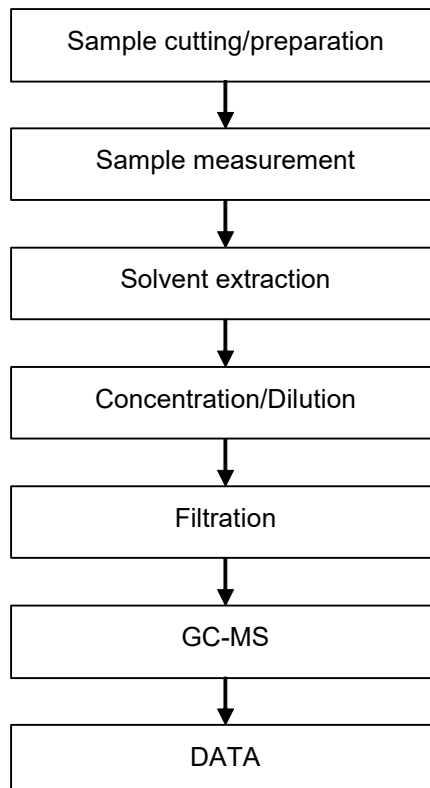 Sample cutting/preparation
Sample measurement
Solvent extraction
Concentration/Dilution
Filtration
GC-MS
DATA